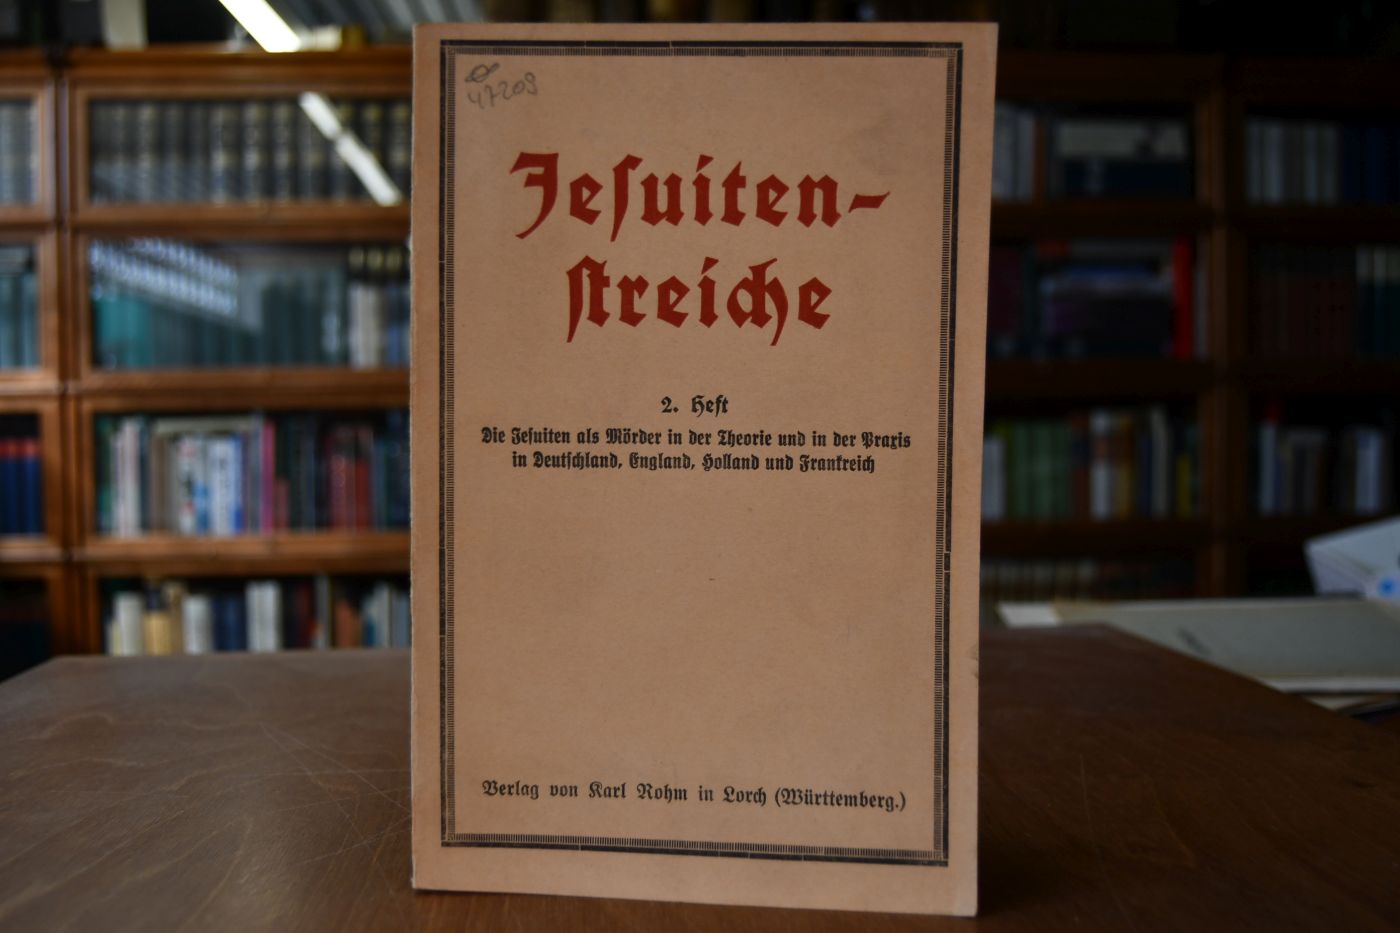 47209
Jeſuiten-
ſtreiche
2. Heft
Die Jeſuiten als Mörder in der Theorie und in der Praxis
in Deutſchland, England, Holland und Frankreich
Verlag von Karl Rohm in Lorch (Württemberg.)